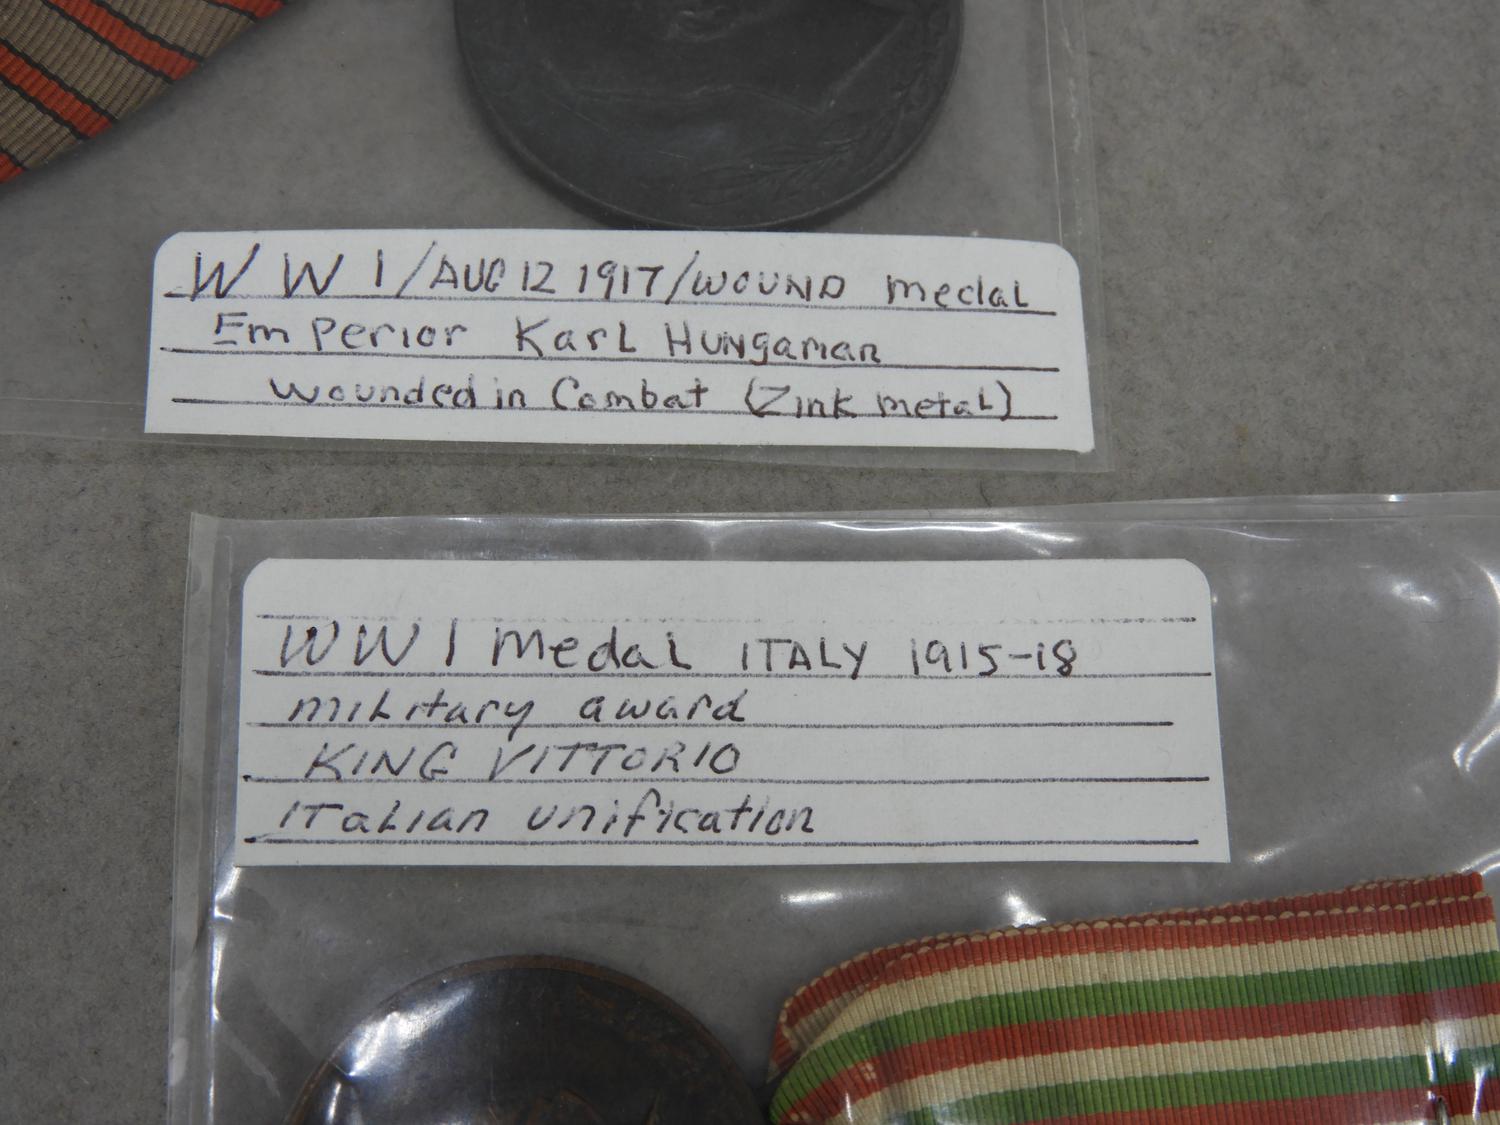 WW1/AUG 12 1917/WOUND medal
Emperior Karl Hungarian
wounded in Combat (Zink metal)
WW1 Medal ITALY 1915-18
military award
KING VITTORIO
ITalian unification